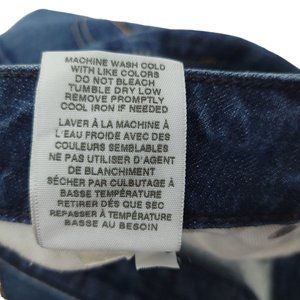 MACHINE WASH COLD
WITH LIKE COLORS
DO NOT BLEACH
TUMBLE DRY LOW
REMOVE PROMPTLY
COOL IRON IF NEEDED
LAVER À LA MACHINE À
L'EAU FROIDE AVEC DES
COULEURS SEMBLABLES
NE PAS UTILISER D'AGENT
DE BLANCHIMENT
SÉCHER PAR CULBUTAGE À
BASSE TEMPÉRATURE
RETIRER DÈS QUE SEC
REPASSER À TEMPÉRATURE
BASSE AU BESOIN